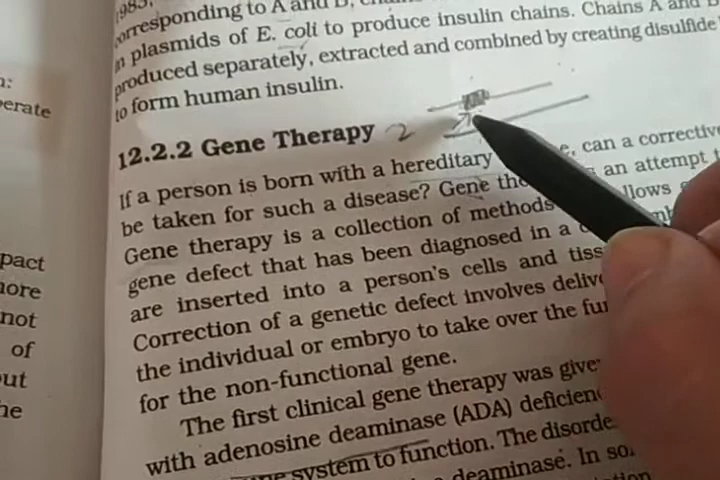 1983,
orresponding to A and B,
n plasmids of E. coli to produce insulin chains. Chains A and B
produced separately, extracted and combined by creating disulfide
to form human insulin.
12.2.2 Gene Therapy 2
If a person is born with a hereditary e, can a corrective
be taken for such a disease? Gene the an attempt t
Gene therapy is a collection of methods llows
gene defect that has been diagnosed in a
are inserted into a person's cells and tiss
Correction of a genetic defect involves delive
the individual or embryo to take over the fu
for the non-functional gene.
The first clinical gene therapy was give
with adenosine deaminase (ADA) deficien
system to function. The disorde
deaminase. In so
n:
erate
pact
ore
not
of
out
he